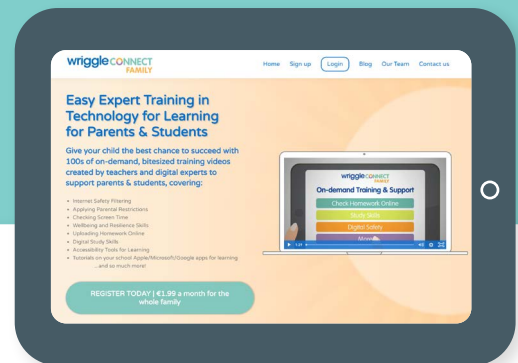 wriggle CONNECT
FAMILY
Home Sign up Login Blog Our Team Contact us
Easy Expert Training in
Technology for Learning
for Parents & Students
Give your child the best chance to succeed with
100s of on-demand, bitesized training videos
created by teachers and digital experts to
support parents & students, covering:
• Internet Safety Filtering
• Applying Parental Restrictions
• Checking Screen Time
• Wellbeing and Resilience Skills
• Uploading Homework Online
• Digital Study Skills
• Accessibility Tools for Learning
• Tutorials on your school Apple/Microsoft/Google apps for learning
...and so much more!
REGISTER TODAY | €1.99 a month for the
whole family
wriggle CONNECT
FAMILY
On-demand Training & Support
Check Homework Online
Study Skills
Digital Safety